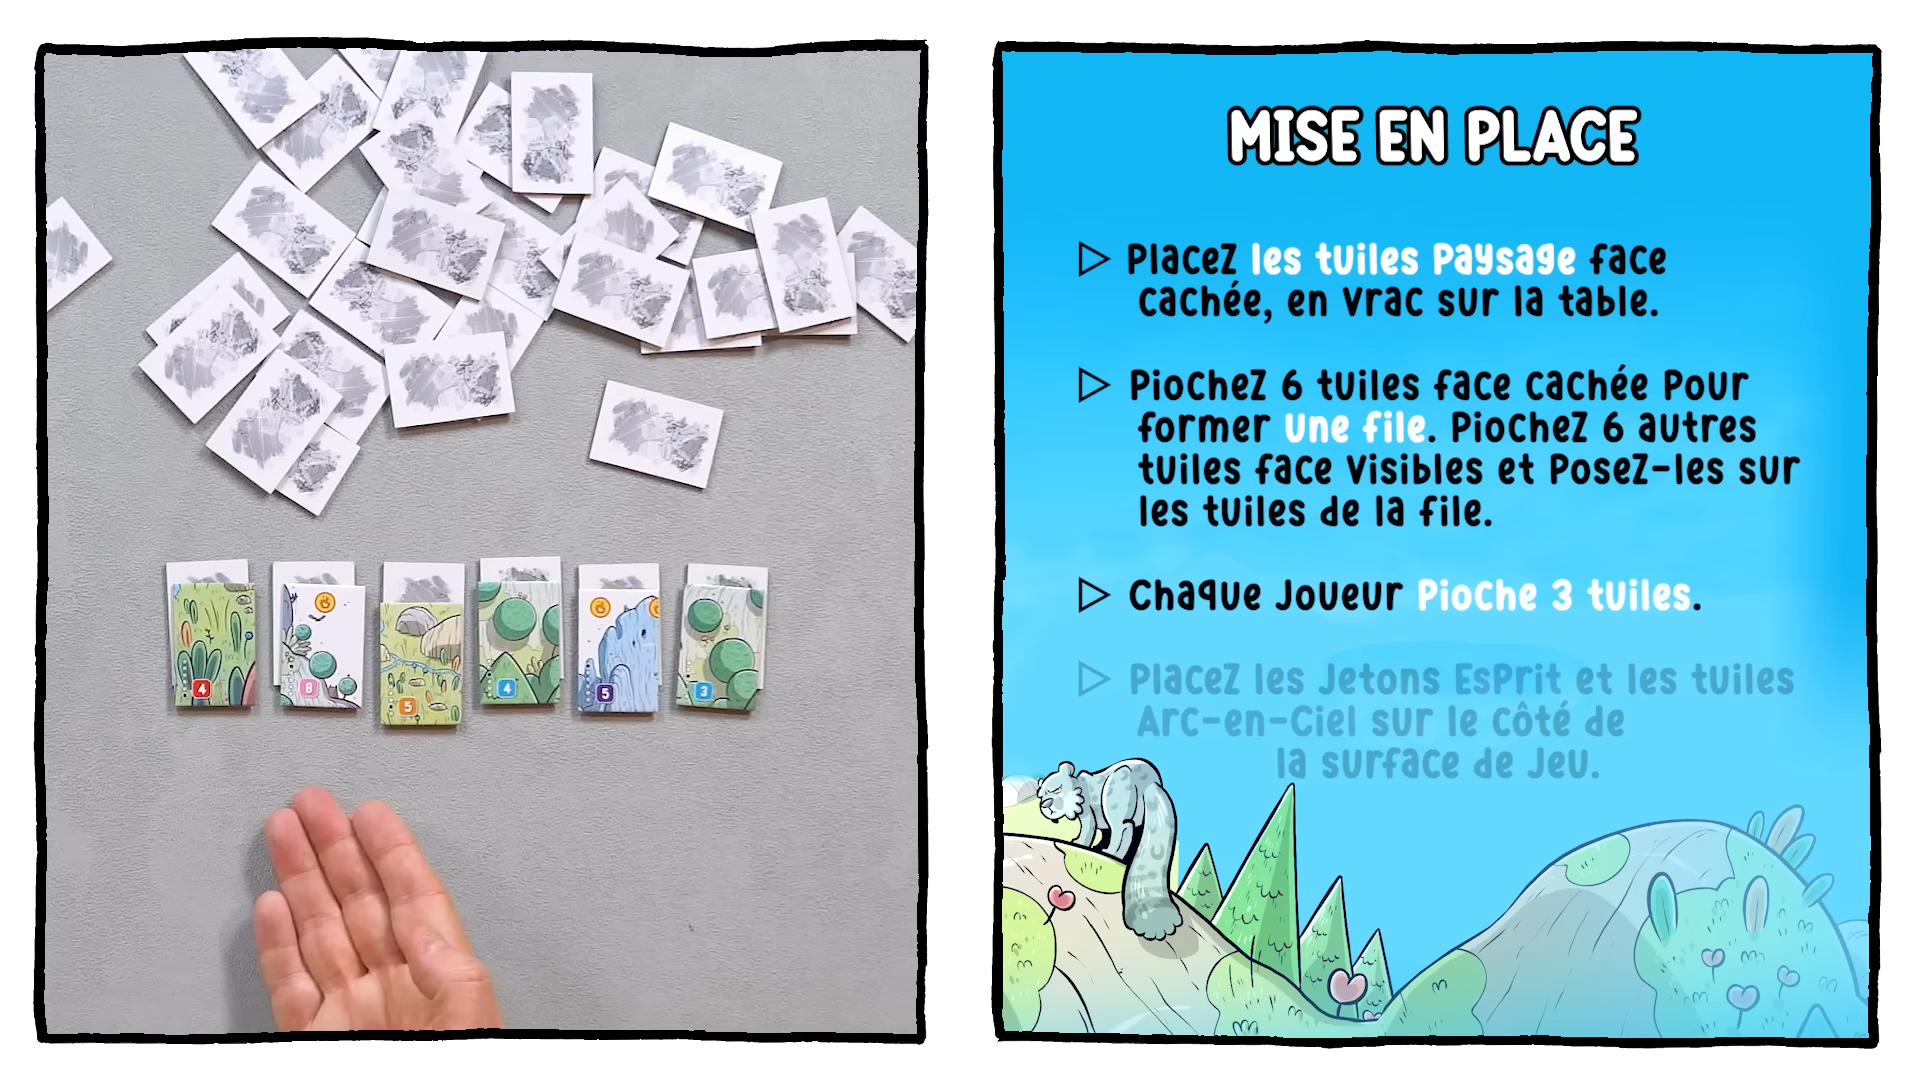 MISE EN PLACE
▷ Placez les tuiles Paysage face
cachée, en vrac sur la table.
▷ Piochez 6 tuiles face cachée pour
former une file. Piochez 6 autres
tuiles face visibles et posez-les sur
les tuiles de la file.
▷ Chaque joueur pioche 3 tuiles.
▷ Placez les jetons Esprit et les tuiles
Arc-en-Ciel sur le côté de
la surface de jeu.
4
8
5
4
5
3